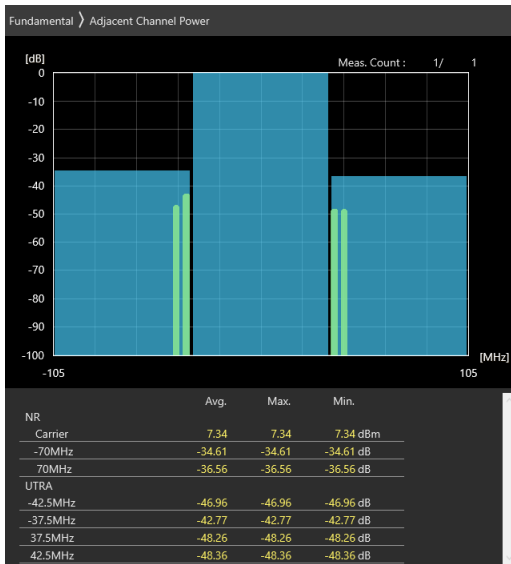 Fundamental 〉 Adjacent Channel Power
[dB] Meas. Count : 1/ 1
0
-10
-20
-30
-40
-50
-60
-70
-80
-90
-100 [MHz]
-105 105
Avg. Max. Min.
NR
Carrier 7.34 7.34 7.34 dBm
-70MHz -34.61 -34.61 -34.61 dB
70MHz -36.56 -36.56 -36.56 dB
UTRA
-42.5MHz -46.96 -46.96 -46.96 dB
-37.5MHz -42.77 -42.77 -42.77 dB
37.5MHz -48.26 -48.26 -48.26 dB
42.5MHz -48.36 -48.36 -48.36 dB